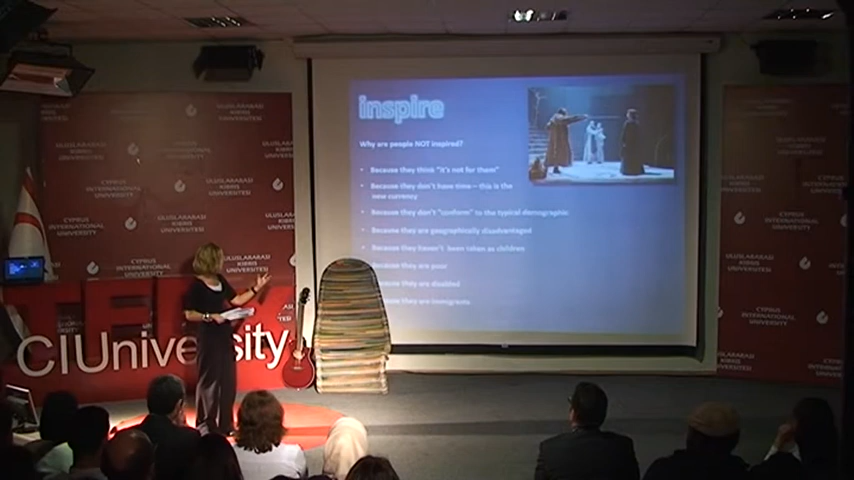 inspire
Why are people NOT inspired?
• Because they think "it's not for them"
• Because they don't have time – this is the
new currency
• Because they don't "conform" to the typical demographic
• Because they are geographically disadvantaged
• Because they haven't been taken as children
• Because they are poor
because they are disabled
because they are immigrants
ULUSLARARASI
KIBRIS
ÜNİVERSİTESİ
CYPRUS
INTERNATIONAL
UNIVERSITY
CIUniversity